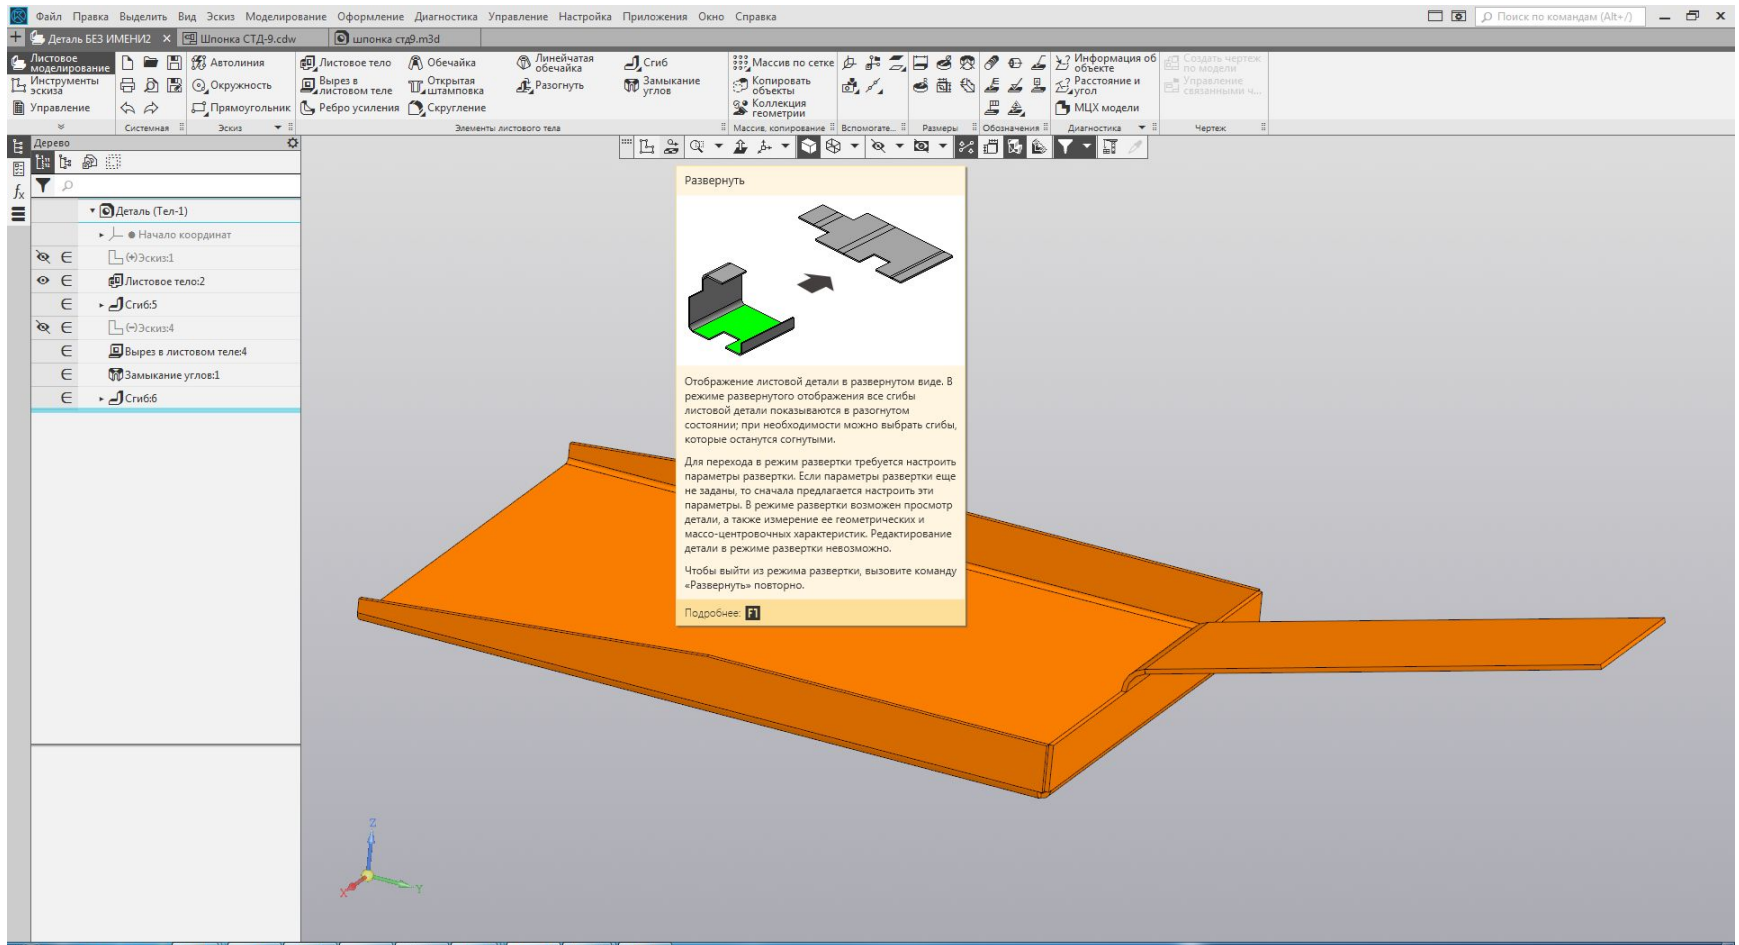 Файл Правка Выделить Вид Эскиз Моделирование Оформление Диагностика Управление Настройка Приложения Окно Справка
Поиск по командам (Alt+/)
Деталь БЕЗ ИМЕНИ2
Шпонка СТД-9.cdw
шпонка стд9.m3d
Листовое моделирование
Инструменты эскиза
Управление
Системная
Автолиния
Окружность
Прямоугольник
Эскиз
Листовое тело
Вырез в листовом теле
Ребро усиления
Обечайка
Открытая штамповка
Скругление
Линейчатая обечайка
Разогнуть
Сгиб
Замыкание углов
Элементы листового тела
Массив по сетке
Копировать объекты
Коллекция геометрии
Массив, копирование
Вспомогате...
Размеры
Обозначения
Информация об объекте
Расстояние и угол
МЦХ модели
Диагностика
Создать чертеж по модели
Управление связанными ч...
Чертеж
Дерево
Деталь (Тел-1)
Начало координат
(+)Эскиз:1
Листовое тело:2
Сгиб:5
(-)Эскиз:4
Вырез в листовом теле:4
Замыкание углов:1
Сгиб:6
Развернуть
Отображение листовой детали в развернутом виде. В
режиме развернутого отображения все сгибы
листовой детали показываются в разогнутом
состоянии; при необходимости можно выбрать сгибы,
которые останутся согнутыми.
Для перехода в режим развертки требуется настроить
параметры развертки. Если параметры развертки еще
не заданы, то сначала предлагается настроить эти
параметры. В режиме развертки возможен просмотр
детали, а также измерение ее геометрических и
массо-центровочных характеристик. Редактирование
детали в режиме развертки невозможно.
Чтобы выйти из режима развертки, вызовите команду
«Развернуть» повторно.
Подробнее: F1
Z
X
Y